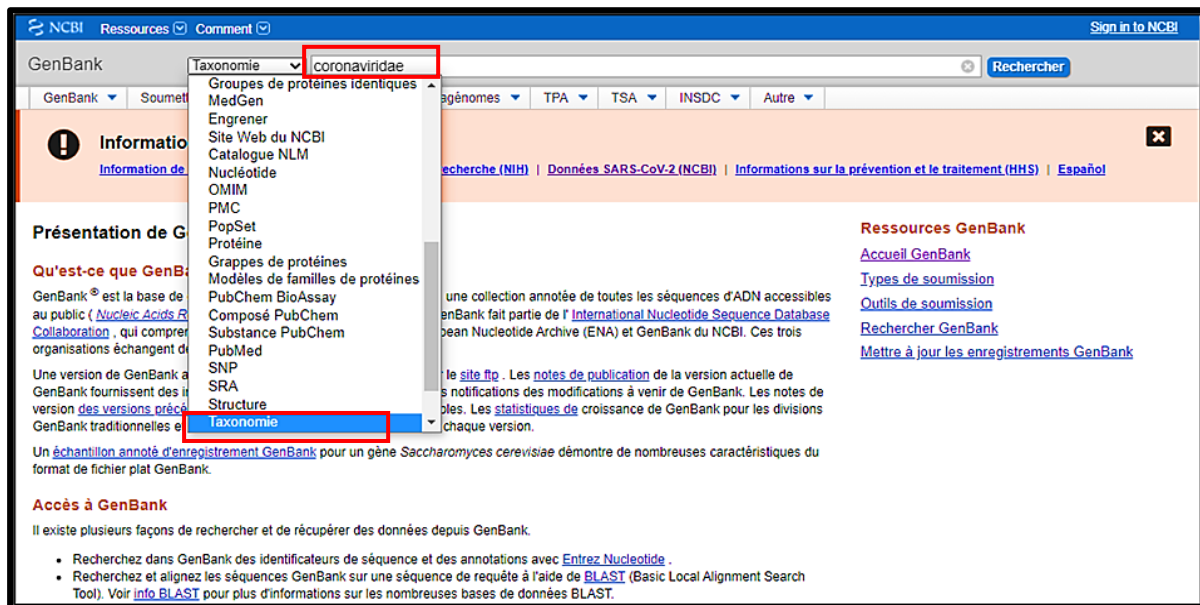 NCBI Ressources Comment Sign in to NCBI
GenBank Taxonomie coronaviridae Rechercher
GenBank Soumett agénomes TPA TSA INSDC Autre
Groupes de protéines identiques
MedGen
Engrener
Site Web du NCBI
Catalogue NLM
Nucléotide
OMIM
PMC
PopSet
Protéine
Grappes de protéines
Modèles de familles de protéines
PubChem BioAssay
Composé PubChem
Substance PubChem
PubMed
SNP
SRA
Structure
Taxonomie
Informatio
Information de echerche (NIH) | Données SARS-CoV-2 (NCBI) | Informations sur la prévention et le traitement (HHS) | Español
Présentation de G
Qu'est-ce que GenBa
GenBank ® est la base de une collection annotée de toutes les séquences d'ADN accessibles
au public ( Nucleic Acids R enBank fait partie de l' International Nucleotide Sequence Database
Collaboration , qui compren pean Nucleotide Archive (ENA) et GenBank du NCBI. Ces trois
organisations échangent de
Une version de GenBank a r le site ftp . Les notes de publication de la version actuelle de
GenBank fournissent des i s notifications des modifications à venir de GenBank. Les notes de
version des versions précé bles. Les statistiques de croissance de GenBank pour les divisions
GenBank traditionnelles e chaque version.
Un échantillon annoté d'enregistrement GenBank pour un gène Saccharomyces cerevisiae démontre de nombreuses caractéristiques du
format de fichier plat GenBank.
Accès à GenBank
Il existe plusieurs façons de rechercher et de récupérer des données depuis GenBank.
• Recherchez dans GenBank des identificateurs de séquence et des annotations avec Entrez Nucleotide .
• Recherchez et alignez les séquences GenBank sur une séquence de requête à l'aide de BLAST (Basic Local Alignment Search
Tool). Voir info BLAST pour plus d'informations sur les nombreuses bases de données BLAST.
Ressources GenBank
Accueil GenBank
Types de soumission
Outils de soumission
Rechercher GenBank
Mettre à jour les enregistrements GenBank